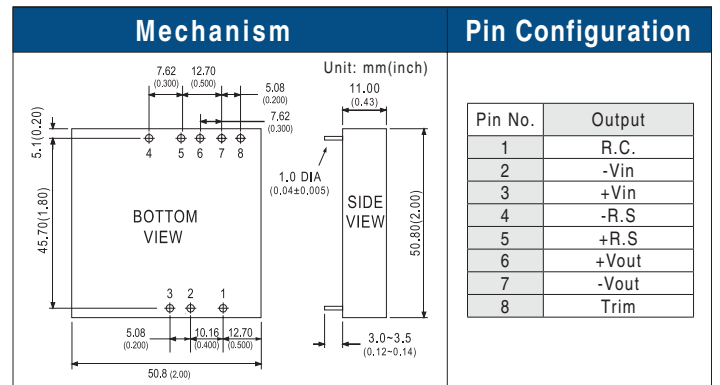 Mechanism
Pin Configuration
Unit: mm(inch)
7.62
(0.300)
12.70
(0.500)
5.08
(0.200)
7.62
(0.300)
11.00
(0.43)
5.1(0.20)
4 5 6 7 8
1.0 DIA
(0.04±0.005)
45.70(1.80)
BOTTOM
VIEW
SIDE
VIEW
50.80(2.00)
3 2 1
5.08
(0.200)
10.16
(0.400)
12.70
(0.500)
3.0~3.5
(0.12~0.14)
50.8 (2.00)
Pin No. Output
1 R.C.
2 -Vin
3 +Vin
4 -R.S
5 +R.S
6 +Vout
7 -Vout
8 Trim